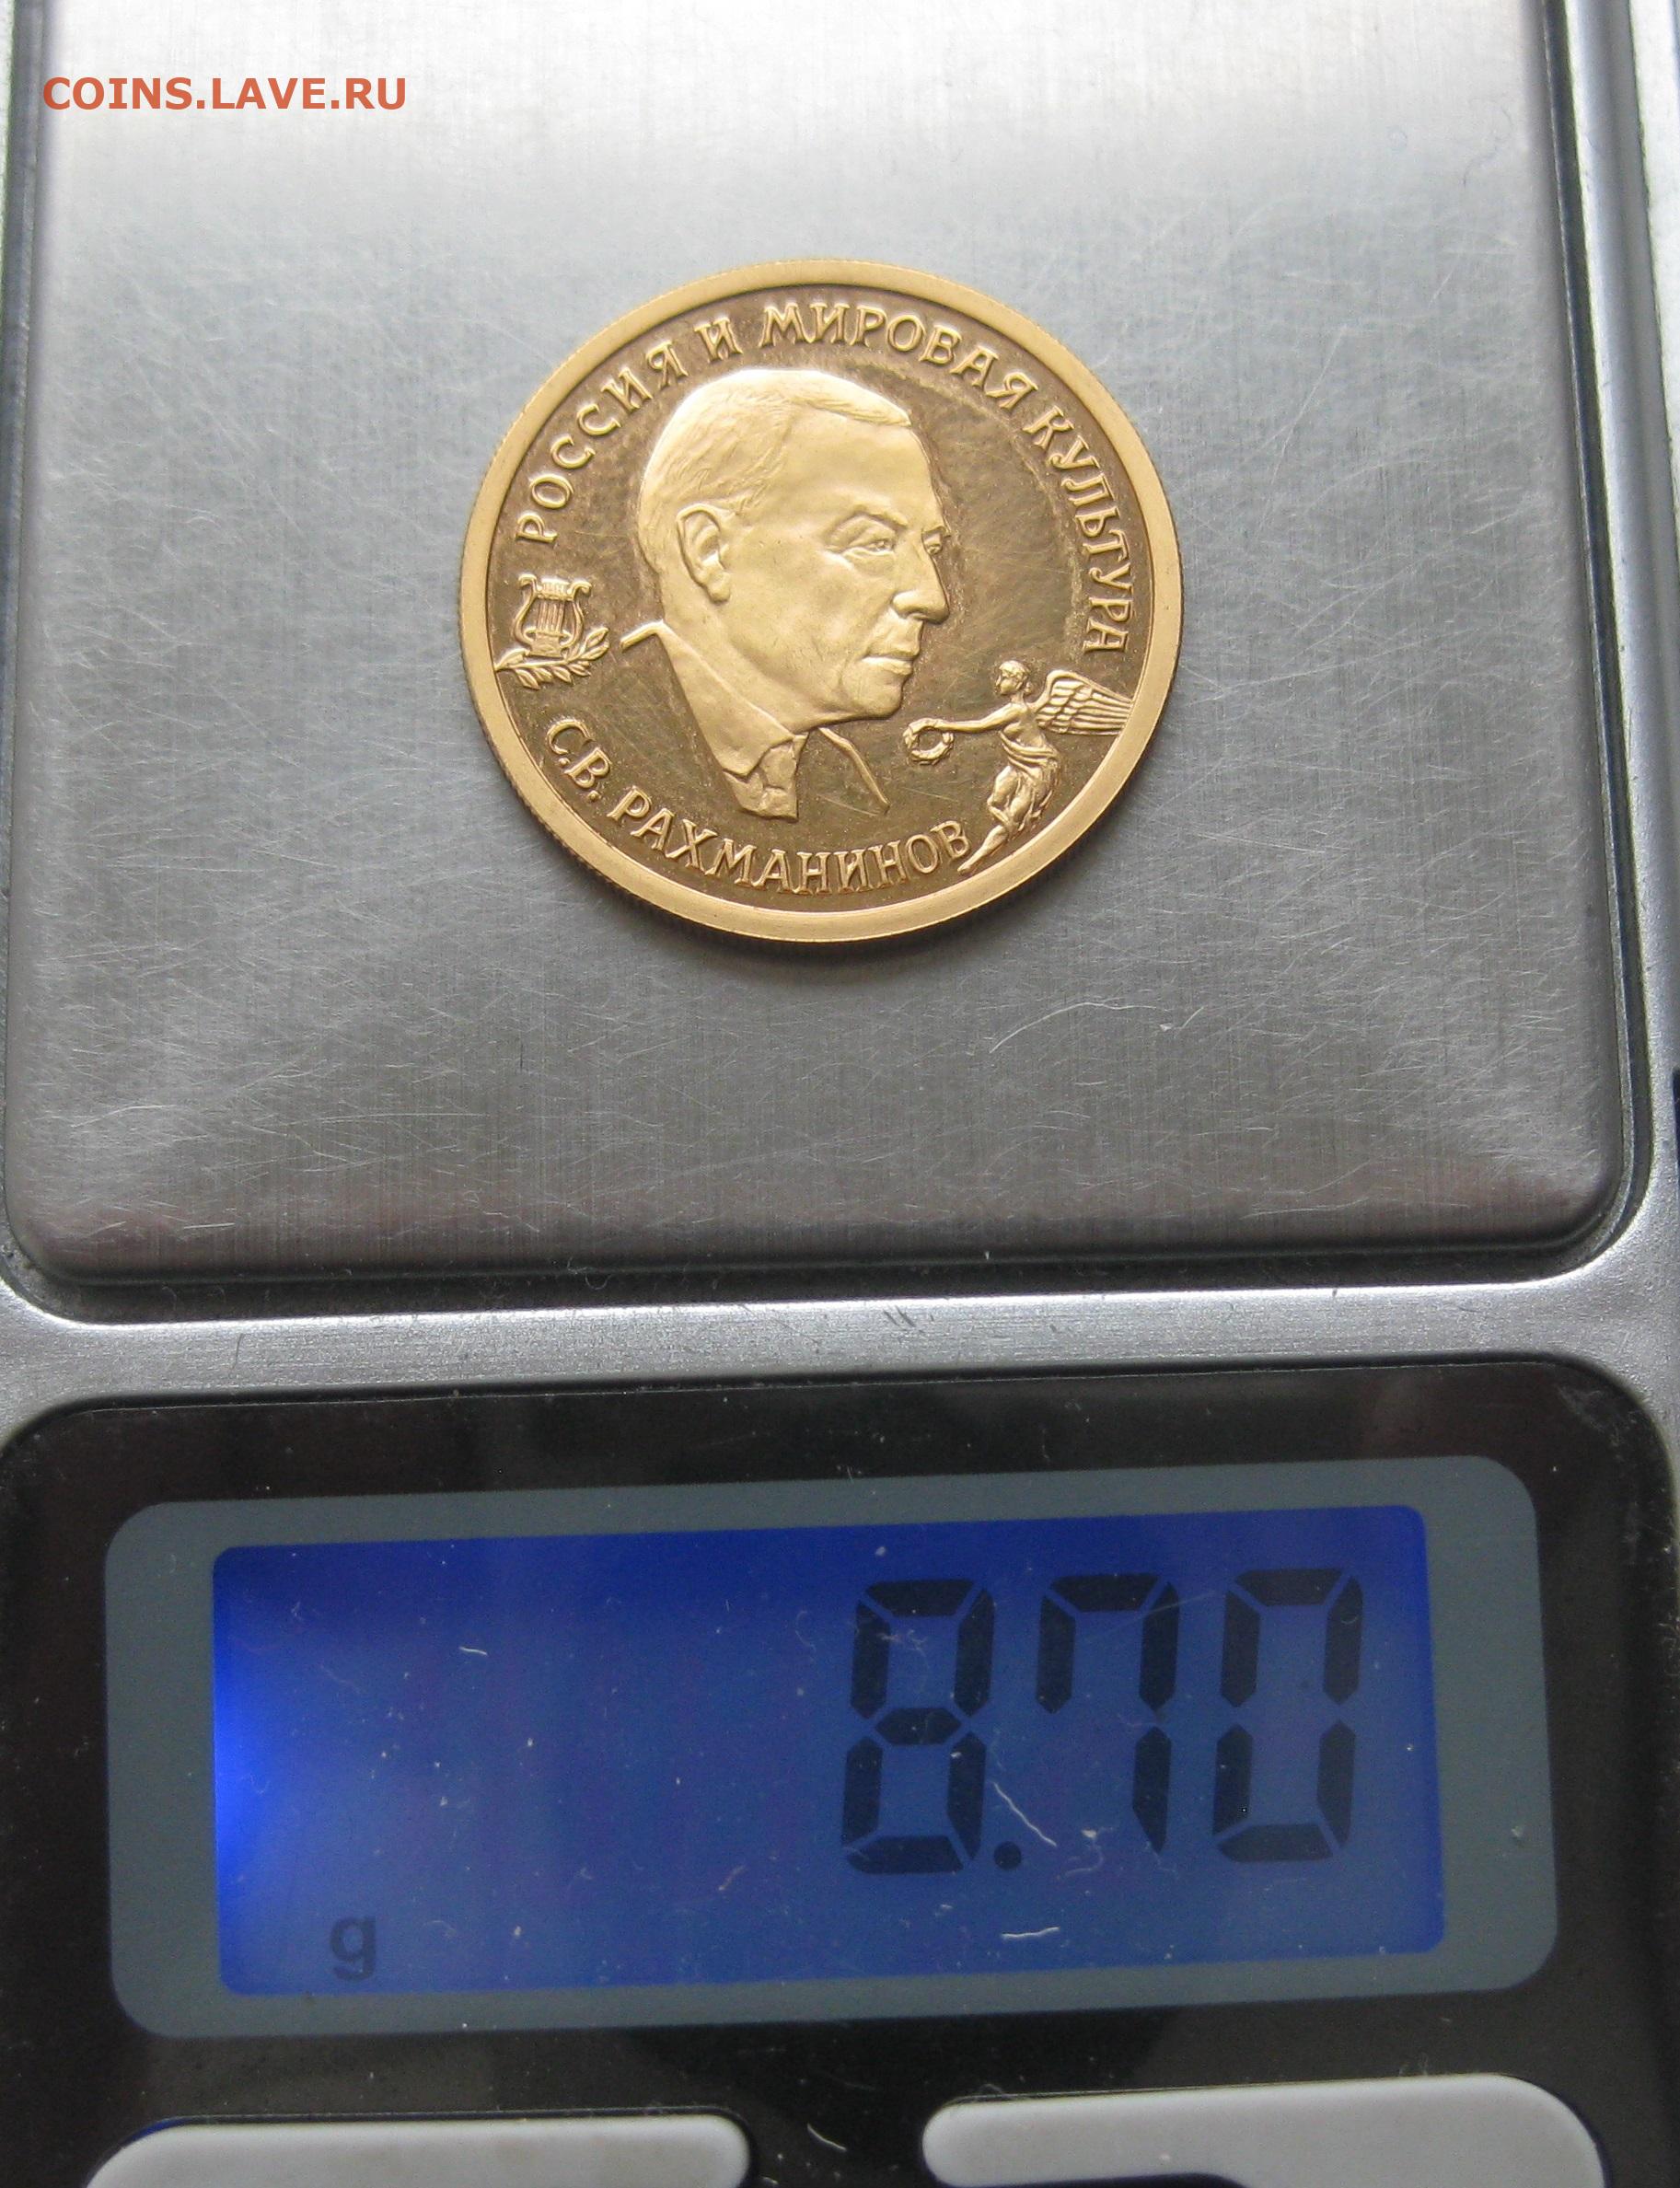 COINS.LAVE.RU
РОССИЯ И МИРОВАЯ КУЛЬТУРА
С.В. РАХМАНИНОВ
8.70
g